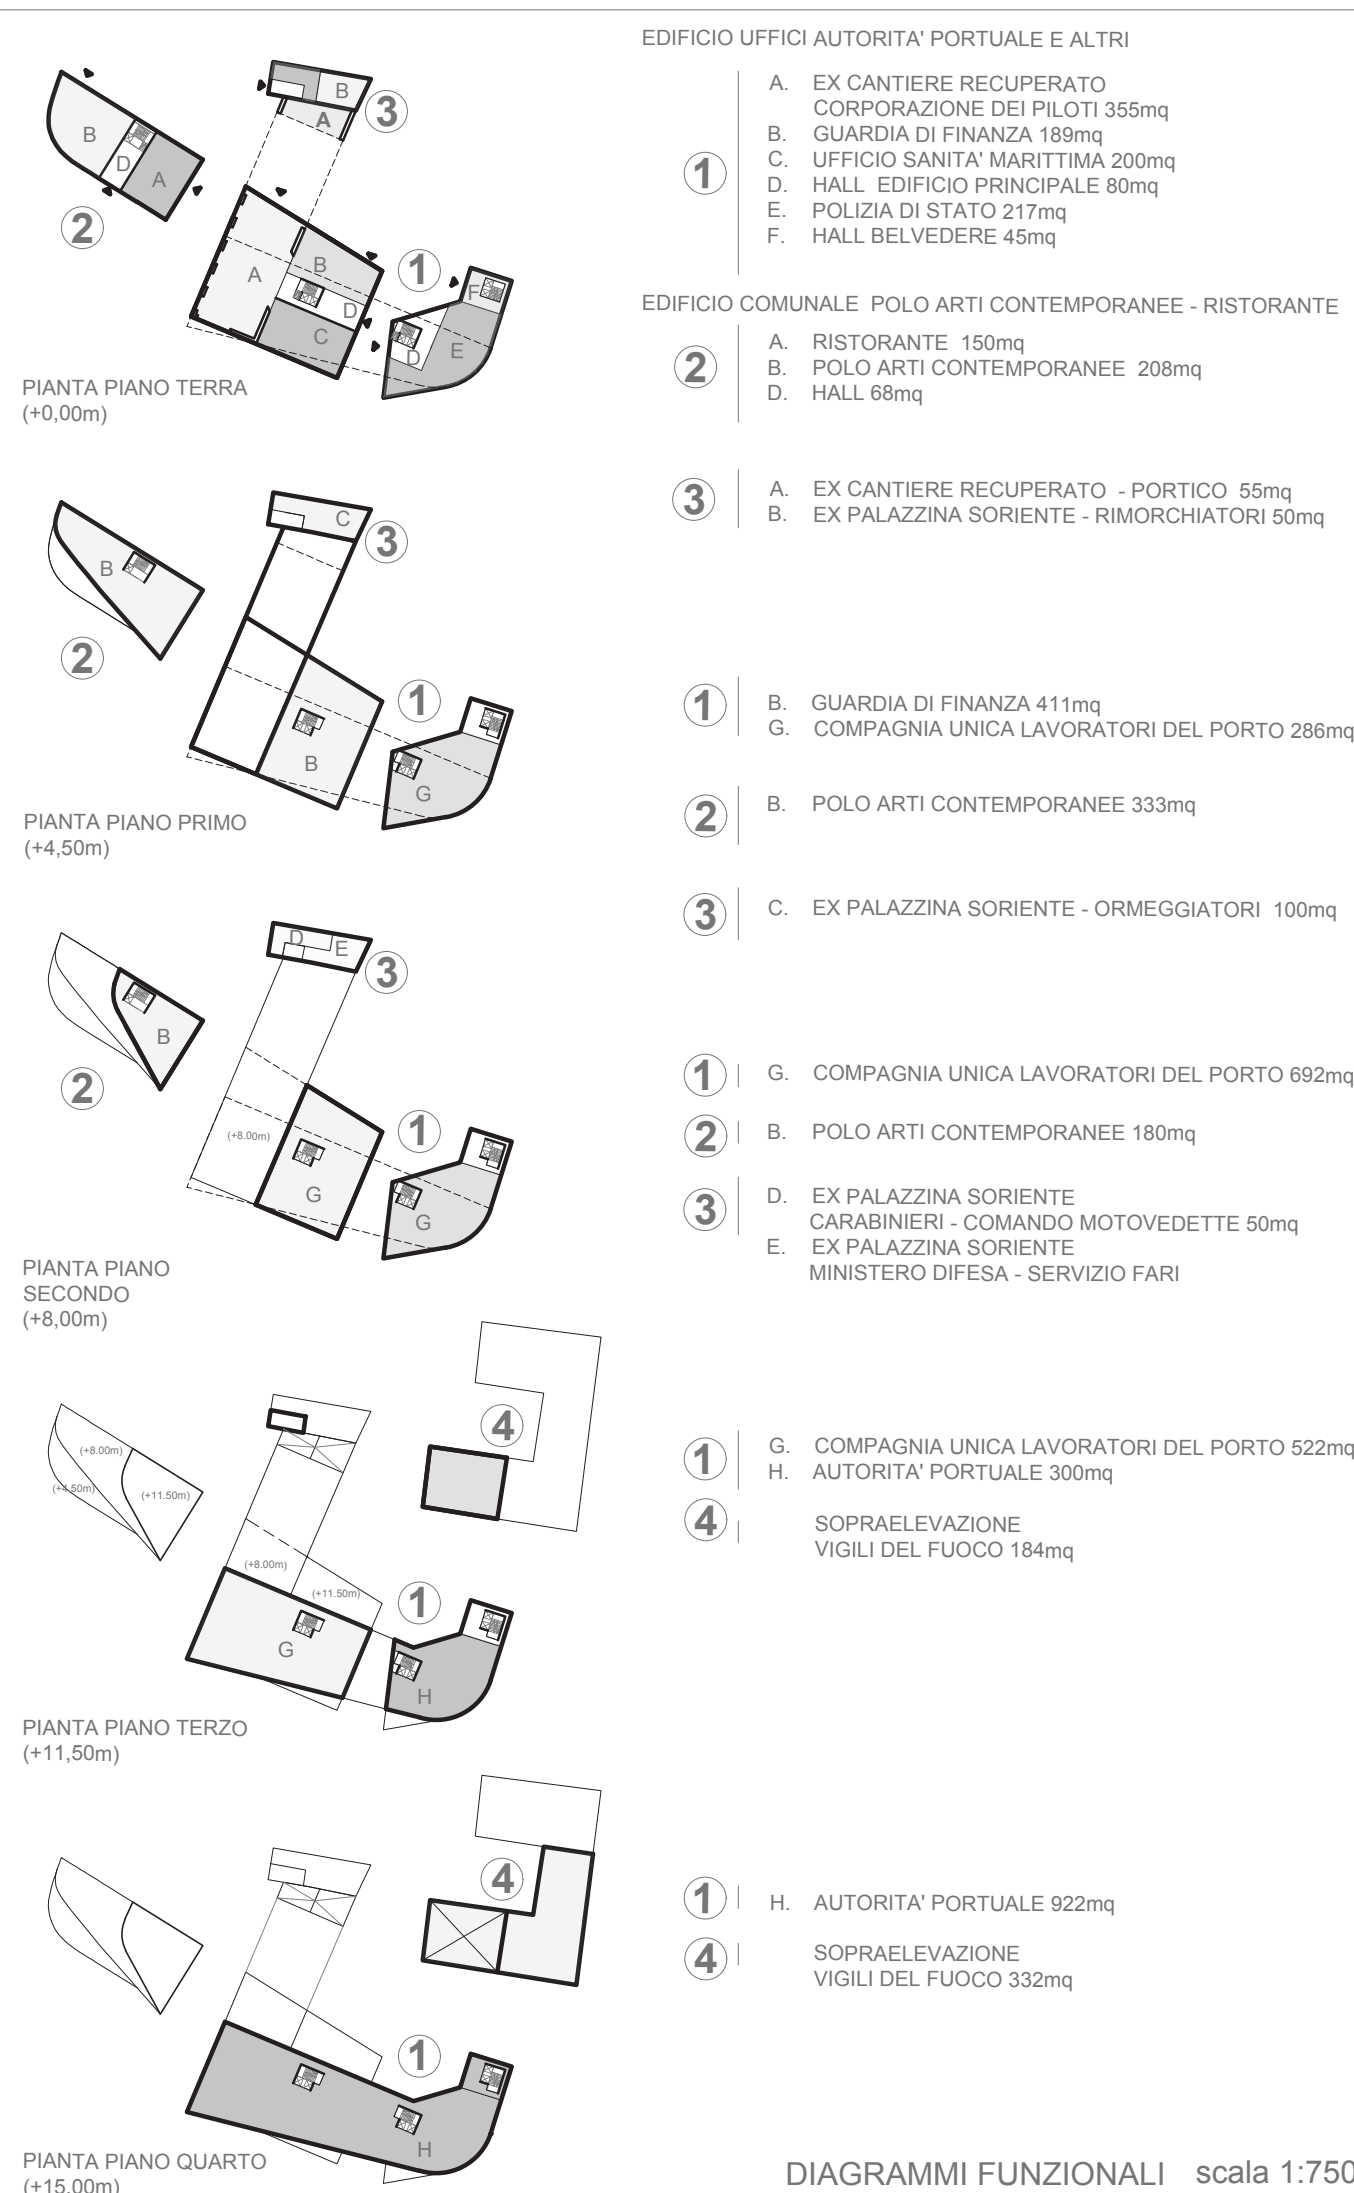 EDIFICIO UFFICI AUTORITA' PORTUALE E ALTRI
1
A. EX CANTIERE RECUPERATO
CORPORAZIONE DEI PILOTI 355mq
B. GUARDIA DI FINANZA 189mq
C. UFFICIO SANITA' MARITTIMA 200mq
D. HALL EDIFICIO PRINCIPALE 80mq
E. POLIZIA DI STATO 217mq
F. HALL BELVEDERE 45mq
EDIFICIO COMUNALE POLO ARTI CONTEMPORANEE - RISTORANTE
2
A. RISTORANTE 150mq
B. POLO ARTI CONTEMPORANEE 208mq
D. HALL 68mq
3
A. EX CANTIERE RECUPERATO - PORTICO 55mq
B. EX PALAZZINA SORIENTE - RIMORCHIATORI 50mq
B
A
3
B
D
A
2
A
B
D
C
1
F
D
E
PIANTA PIANO TERRA
(+0,00m)
C
3
B
2
1
B
G
PIANTA PIANO PRIMO
(+4,50m)
1
B. GUARDIA DI FINANZA 411mq
G. COMPAGNIA UNICA LAVORATORI DEL PORTO 286mq
2
B. POLO ARTI CONTEMPORANEE 333mq
3
C. EX PALAZZINA SORIENTE - ORMEGGIATORI 100mq
D
E
3
B
2
(+8.00m)
1
G
G
PIANTA PIANO
SECONDO
(+8,00m)
1
G. COMPAGNIA UNICA LAVORATORI DEL PORTO 692mq
2
B. POLO ARTI CONTEMPORANEE 180mq
3
D. EX PALAZZINA SORIENTE
CARABINIERI - COMANDO MOTOVEDETTE 50mq
E. EX PALAZZINA SORIENTE
MINISTERO DIFESA - SERVIZIO FARI
4
(+8.00m)
(+4.50m)
(+11.50m)
(+8.00m)
(+11.50m)
1
G
H
PIANTA PIANO TERZO
(+11,50m)
1
G. COMPAGNIA UNICA LAVORATORI DEL PORTO 522mq
H. AUTORITA' PORTUALE 300mq
4
SOPRAELEVAZIONE
VIGILI DEL FUOCO 184mq
4
1
H
PIANTA PIANO QUARTO
(+15,00m)
1
H. AUTORITA' PORTUALE 922mq
4
SOPRAELEVAZIONE
VIGILI DEL FUOCO 332mq
DIAGRAMMI FUNZIONALI scala 1:750